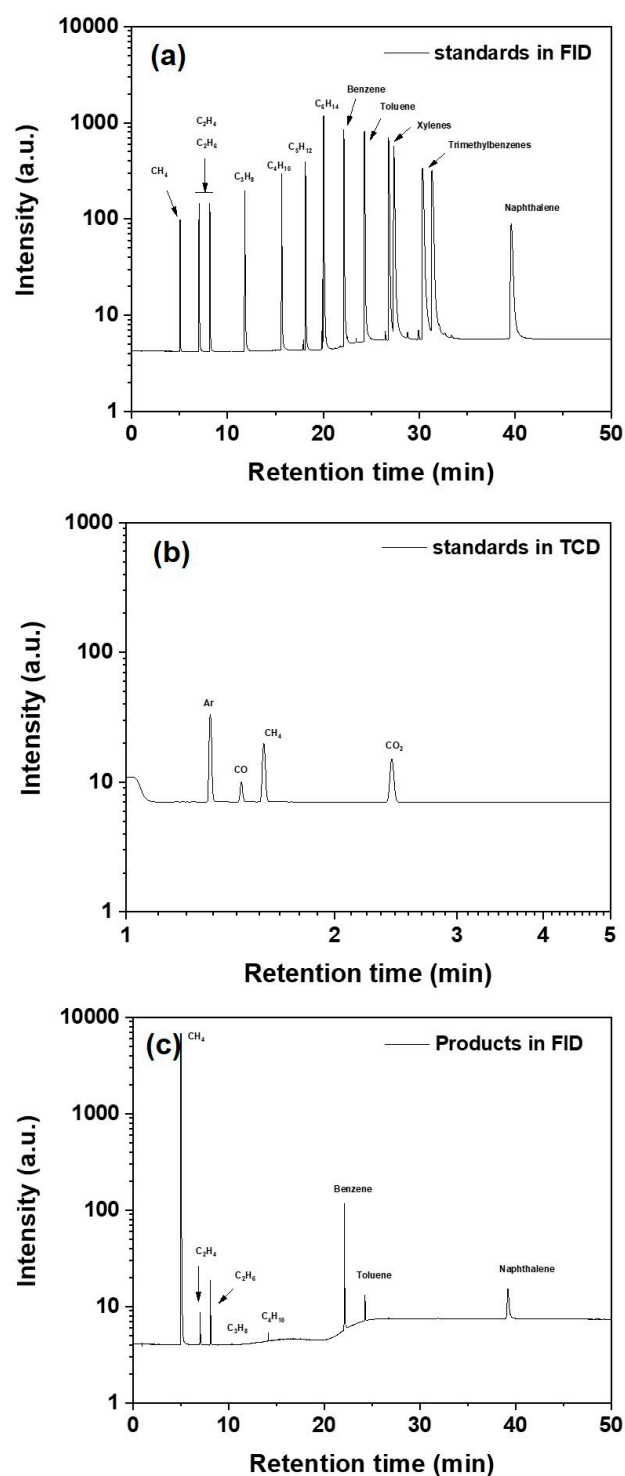 (a)
standards in FID
CH₄
C₂H₄
C₂H₆
C₃H₈
C₄H₁₀
C₅H₁₂
C₆H₁₄
Benzene
Toluene
Xylenes
Trimethylbenzenes
Naphthalene
Intensity (a.u.)
10000
1000
100
10
1
0 10 20 30 40 50
Retention time (min)
(b)
standards in TCD
Ar
CO
CH₄
CO₂
Intensity (a.u.)
1000
100
10
1
1 2 3 4 5
Retention time (min)
(c)
Products in FID
CH₄
C₂H₄
C₂H₆
C₃H₈
C₄H₁₀
Benzene
Toluene
Naphthalene
Intensity (a.u.)
10000
1000
100
10
1
0 10 20 30 40 50
Retention time (min)